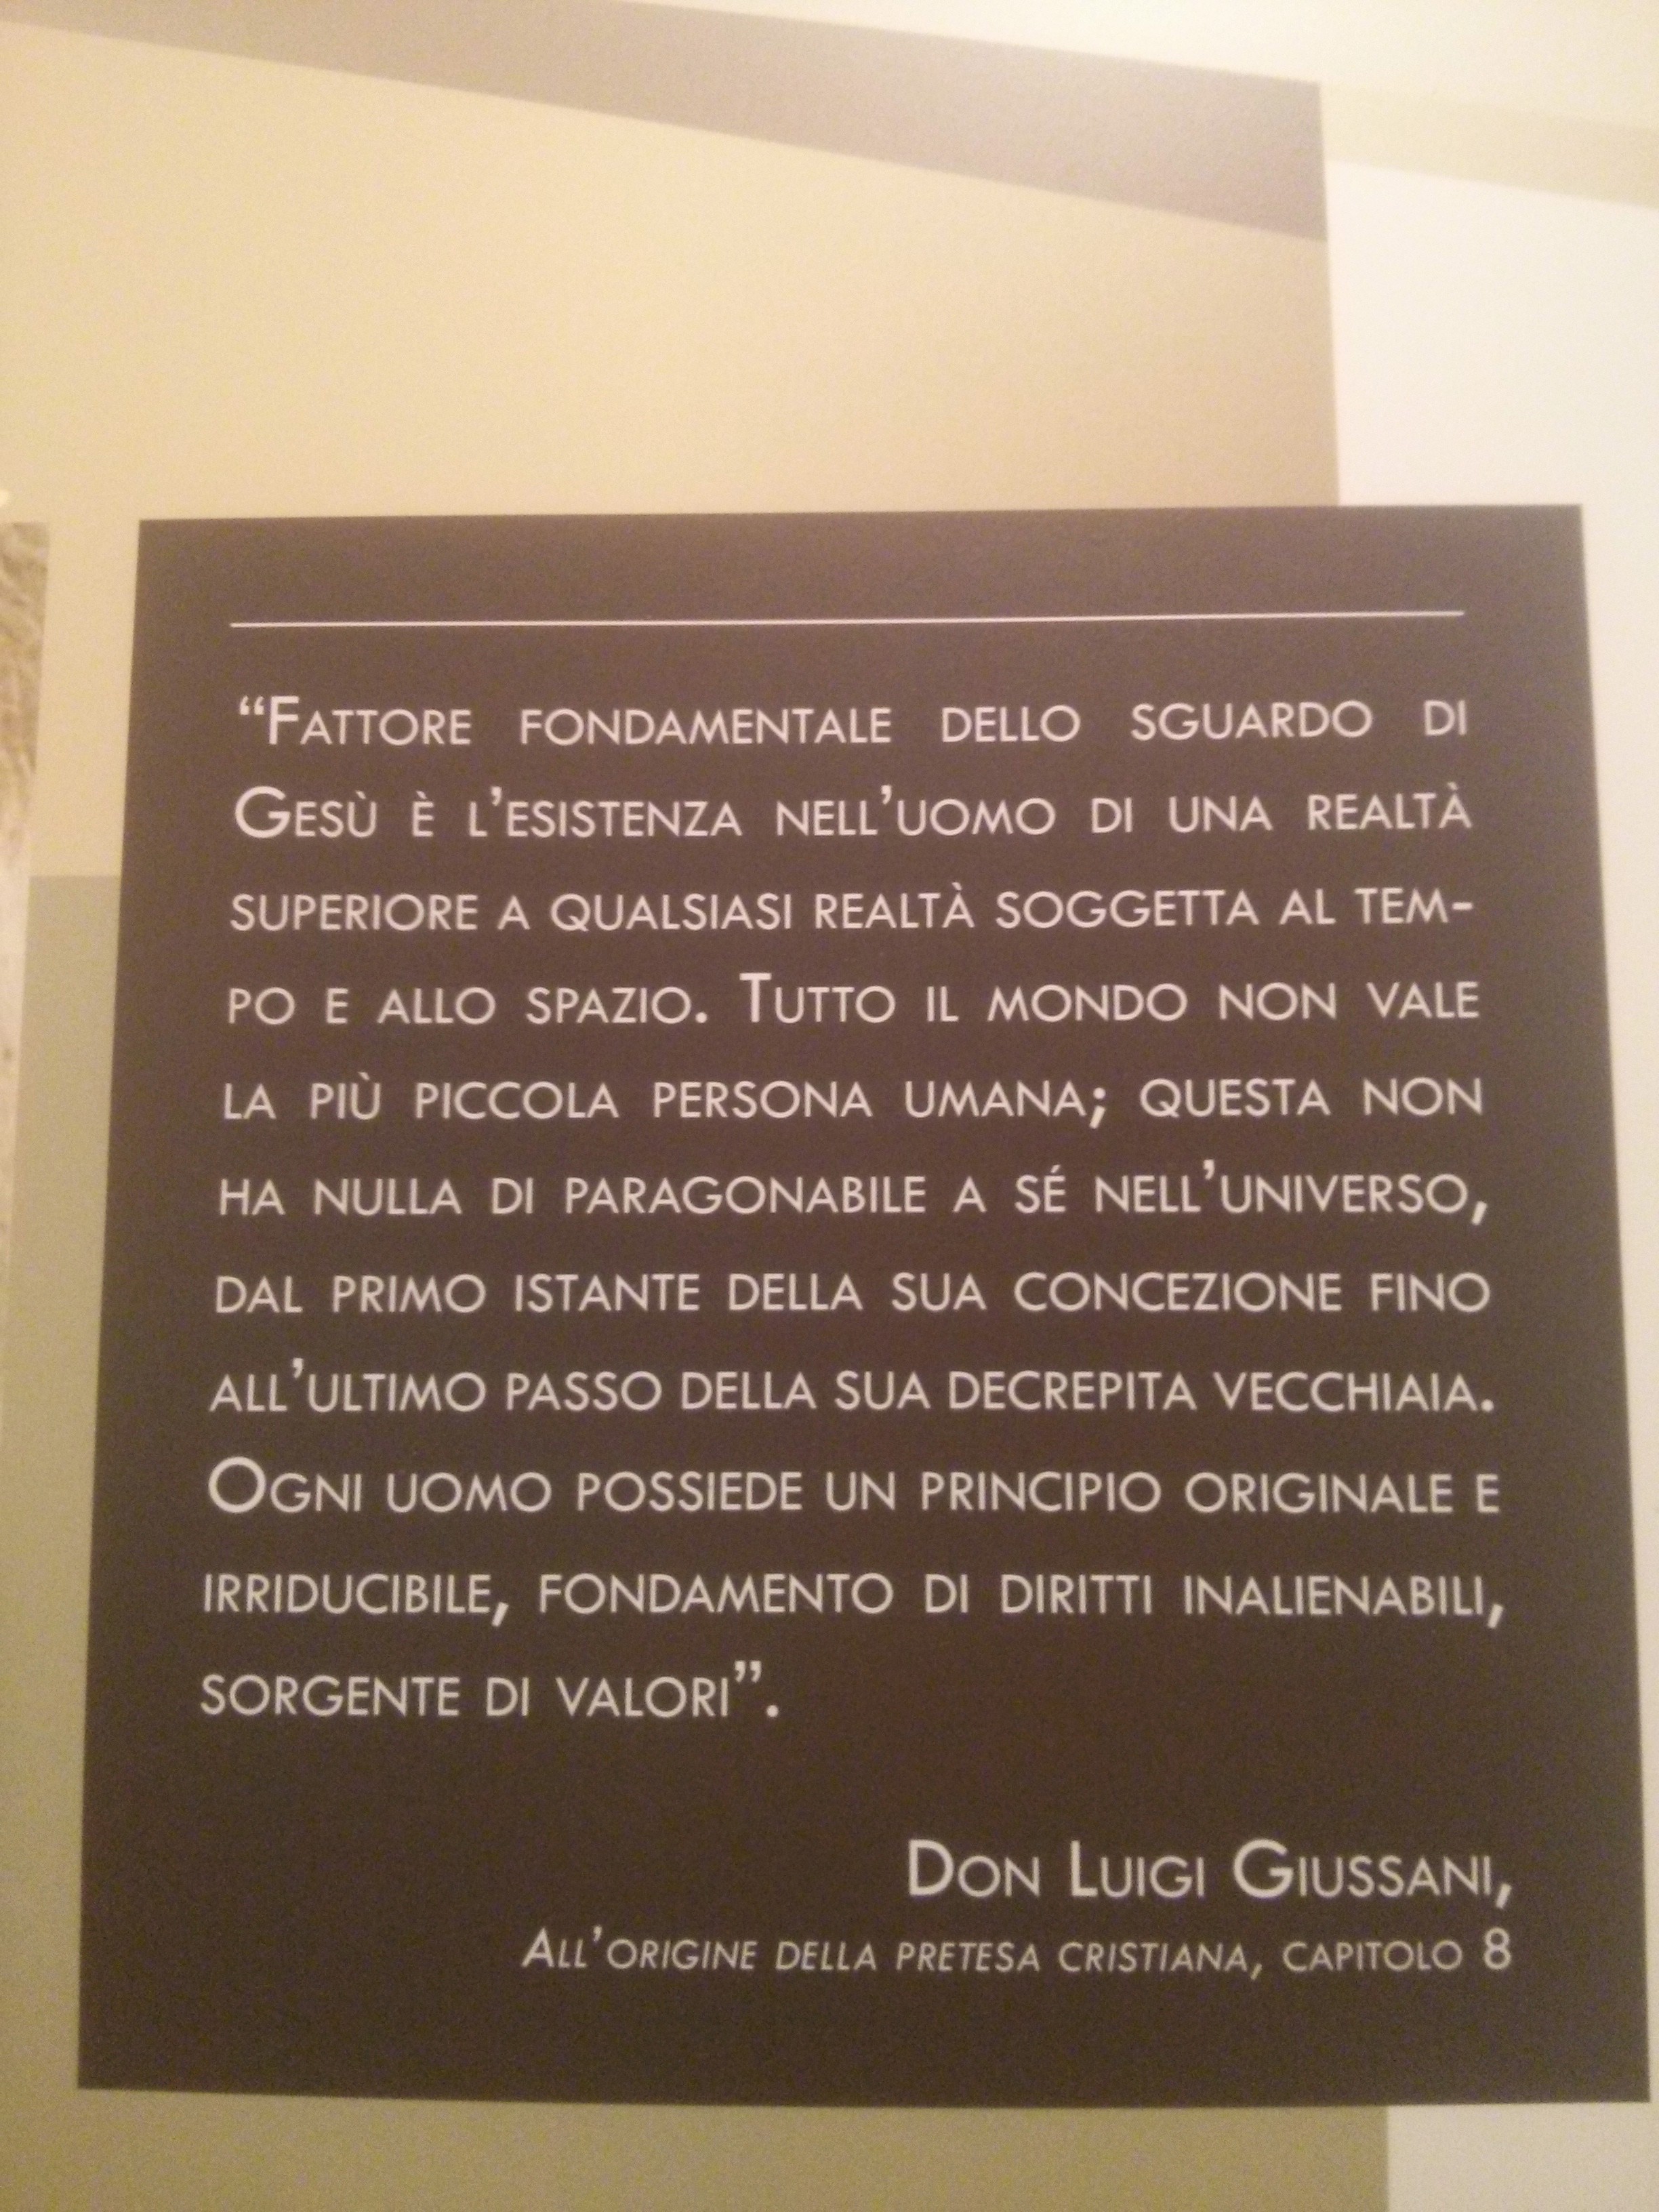 “Fattore fondamentale dello sguardo di
Gesù è l’esistenza nell’uomo di una realtà
superiore a qualsiasi realtà soggetta al tem-
po e allo spazio. Tutto il mondo non vale
la più piccola persona umana; questa non
ha nulla di paragonabile a sé nell’universo,
dal primo istante della sua concezione fino
all’ultimo passo della sua decrepita vecchiaia.
Ogni uomo possiede un principio originale e
irriducibile, fondamento di diritti inalienabili,
sorgente di valori”.
Don Luigi Giussani,
All’origine della pretesa cristiana, capitolo 8